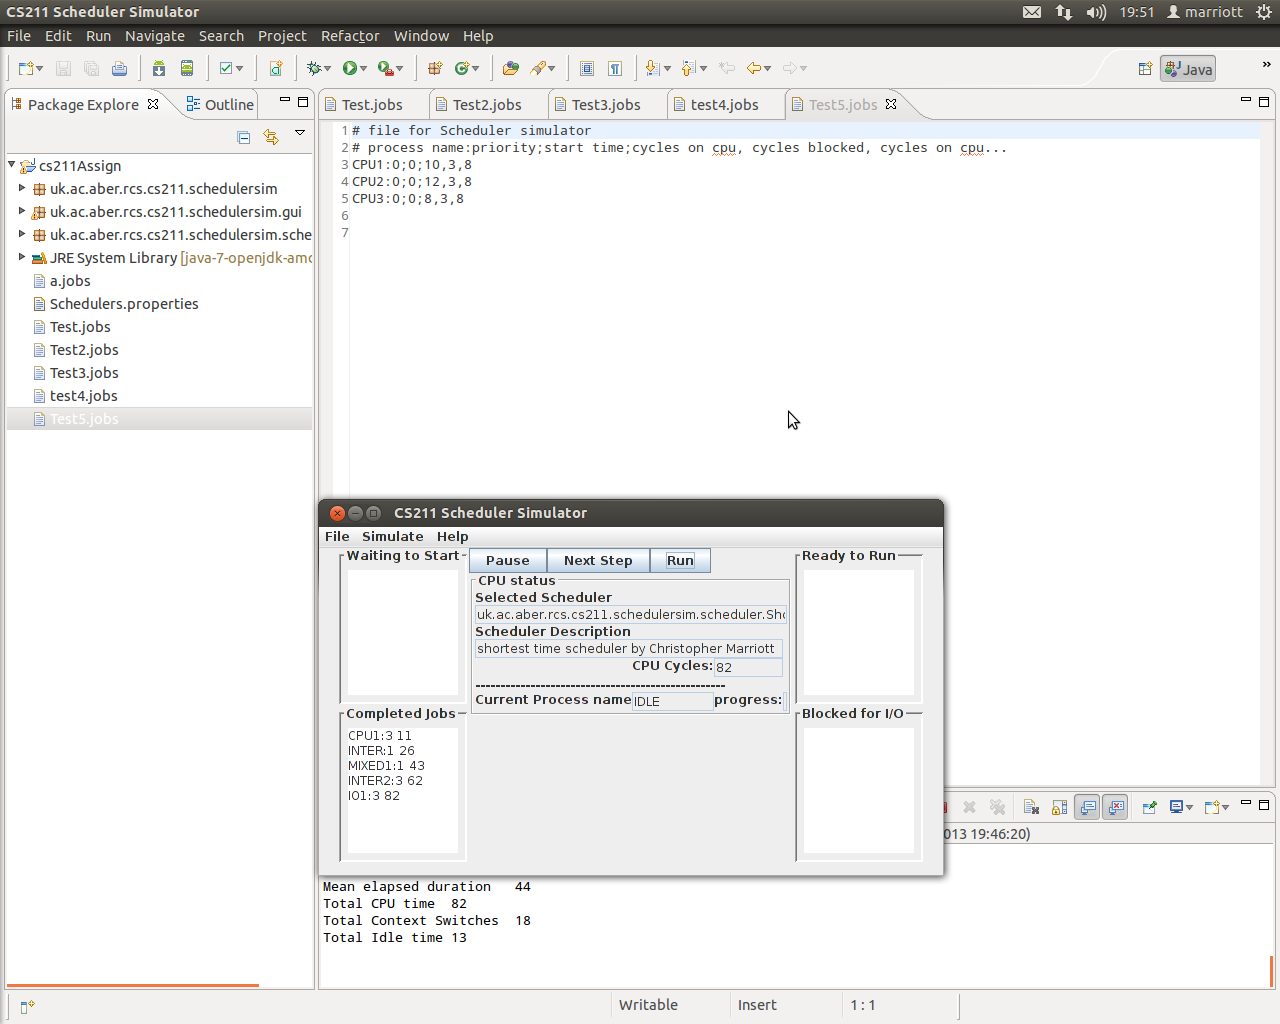 CS211 Scheduler Simulator
19:51 marriott
File Edit Run Navigate Search Project Refactor Window Help
Java
»
Package Explore
Outline
cs211Assign
uk.ac.aber.rcs.cs211.schedulersim
uk.ac.aber.rcs.cs211.schedulersim.gui
uk.ac.aber.rcs.cs211.schedulersim.sche
JRE System Library [java-7-openjdk-amd
a.jobs
Schedulers.properties
Test.jobs
Test2.jobs
Test3.jobs
test4.jobs
Test5.jobs
Test.jobs Test2.jobs Test3.jobs test4.jobs Test5.jobs
1 # file for Scheduler simulator
2 # process name:priority;start time;cycles on cpu, cycles blocked, cycles on cpu...
3 CPU1:0;0;10,3,8
4 CPU2:0;0;12,3,8
5 CPU3:0;0;8,3,8
6
7
CS211 Scheduler Simulator
File Simulate Help
Waiting to Start
Pause Next Step Run
CPU status
Selected Scheduler
uk.ac.aber.rcs.cs211.schedulersim.scheduler.Sho
Scheduler Description
shortest time scheduler by Christopher Marriott
CPU Cycles: 82
--------------------------------------------------
Current Process name IDLE progress:
Ready to Run
Completed Jobs
CPU1:3 11
INTER:1 26
MIXED1:1 43
INTER2:3 62
IO1:3 82
Blocked for I/O
013 19:46:20)
Mean elapsed duration 44
Total CPU time 82
Total Context Switches 18
Total Idle time 13
Writable Insert 1 : 1